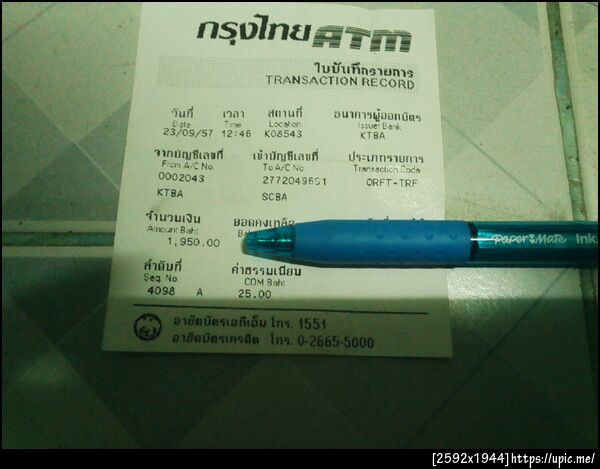 กรุงไทย ATM
ใบบันทึกรายการ
TRANSACTION RECORD
วันที่ เวลา สถานที่ ธนาคารผู้ออกบัตร
Date Time Location Issuer Bank
23/09/57 12:46 K08543 KTBA
จากบัญชีเลขที่ เข้าบัญชีเลขที่ ประเภทรายการ
From A/C No. To A/C No. Transaction Code
0002043 2772049691 ORFT-TRF
KTBA SCBA
จำนวนเงิน ยอดคงเหลือ
Amount Baht
1,950.00
Paper Mate Ink
ลำดับที่ ค่าธรรมเนียม
Seq. No COM Baht
4098 A 25.00
อายัดบัตรเอทีเอ็ม โทร. 1551
อายัดบัตรเครดิต โทร. 0-2665-5000
[2592x1944]https://upic.me/